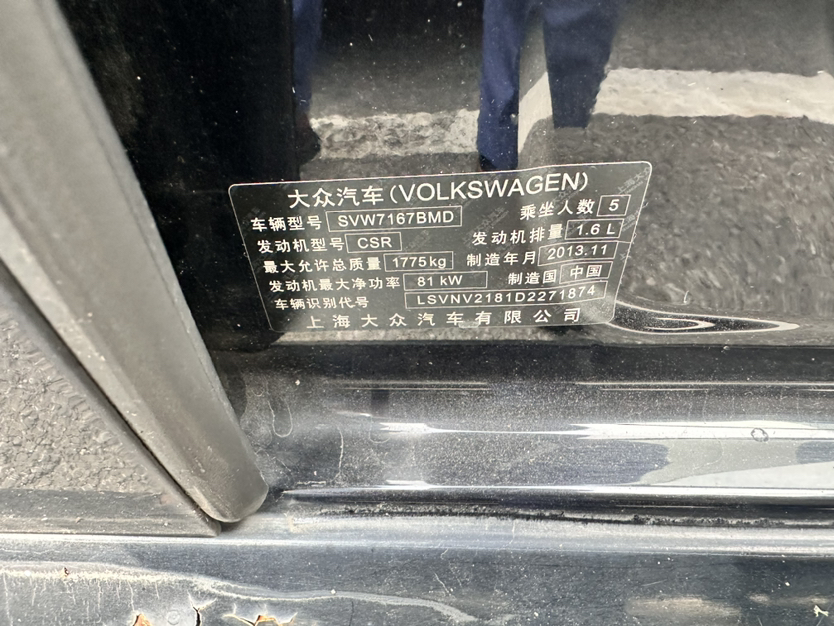 大众汽车(VOLKSWAGEN)
车辆型号 SVW7167BMD 乘坐人数 5
发动机型号 CSR 发动机排量 1.6 L
最大允许总质量 1775kg 制造年月 2013.11
发动机最大净功率 81 kW 制造国 中国
车辆识别代号 LSVNV2181D2271874
上海大众汽车有限公司